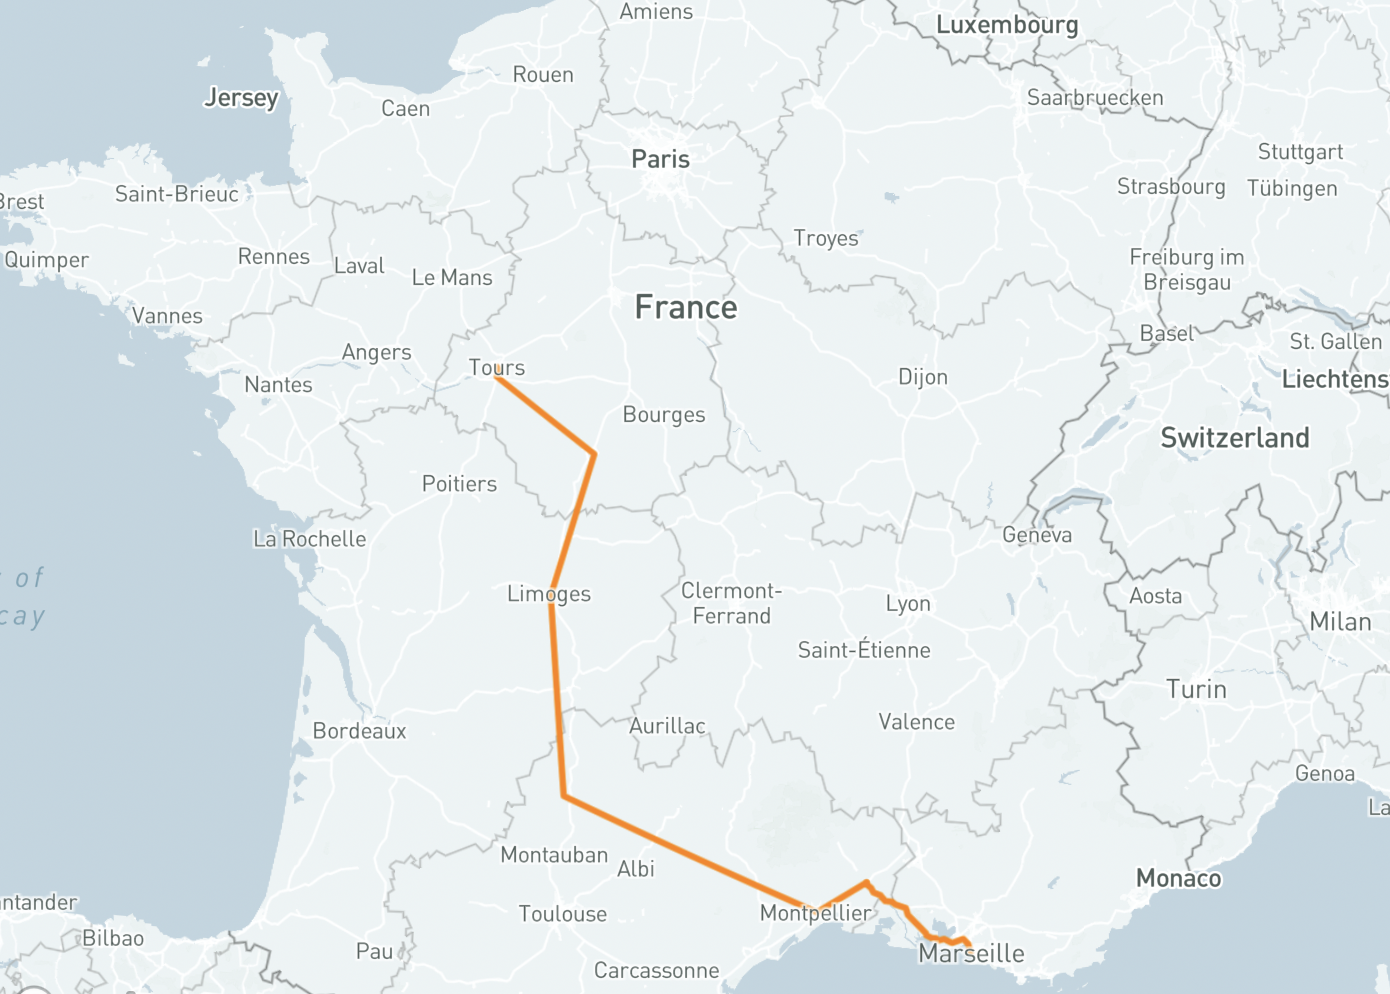 Amiens
Luxembourg
Rouen
Jersey
Caen
Saarbruecken
Paris
Stuttgart
Saint-Brieuc
Strasbourg
Tübingen
Brest
Troyes
Quimper
Rennes
Laval
Le Mans
Freiburg im
Breisgau
France
Vannes
Basel
St. Gallen
Angers
Tours
Nantes
Dijon
Liechtens
Bourges
Switzerland
Poitiers
La Rochelle
Geneva
of
cay
Limoges
Clermont-
Ferrand
Lyon
Aosta
Milan
Saint-Étienne
Turin
Bordeaux
Aurillac
Valence
Genoa
La
Montauban
Albi
Monaco
ntander
Toulouse
Montpellier
Bilbao
Pau
Marseille
Carcassonne